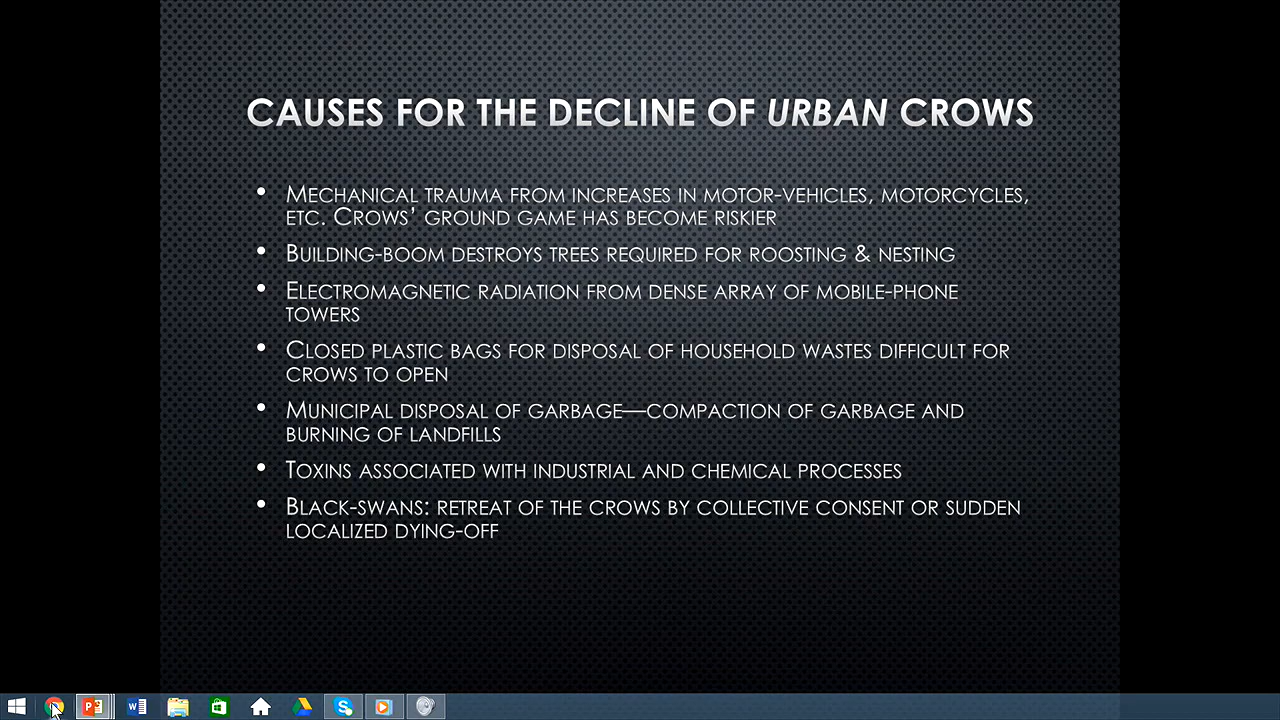 CAUSES FOR THE DECLINE OF URBAN CROWS
• MECHANICAL TRAUMA FROM INCREASES IN MOTOR-VEHICLES, MOTORCYCLES,
ETC. CROWS’ GROUND GAME HAS BECOME RISKIER
• BUILDING-BOOM DESTROYS TREES REQUIRED FOR ROOSTING & NESTING
• ELECTROMAGNETIC RADIATION FROM DENSE ARRAY OF MOBILE-PHONE
TOWERS
• CLOSED PLASTIC BAGS FOR DISPOSAL OF HOUSEHOLD WASTES DIFFICULT FOR
CROWS TO OPEN
• MUNICIPAL DISPOSAL OF GARBAGE—COMPACTION OF GARBAGE AND
BURNING OF LANDFILLS
• TOXINS ASSOCIATED WITH INDUSTRIAL AND CHEMICAL PROCESSES
• BLACK-SWANS: RETREAT OF THE CROWS BY COLLECTIVE CONSENT OR SUDDEN
LOCALIZED DYING-OFF